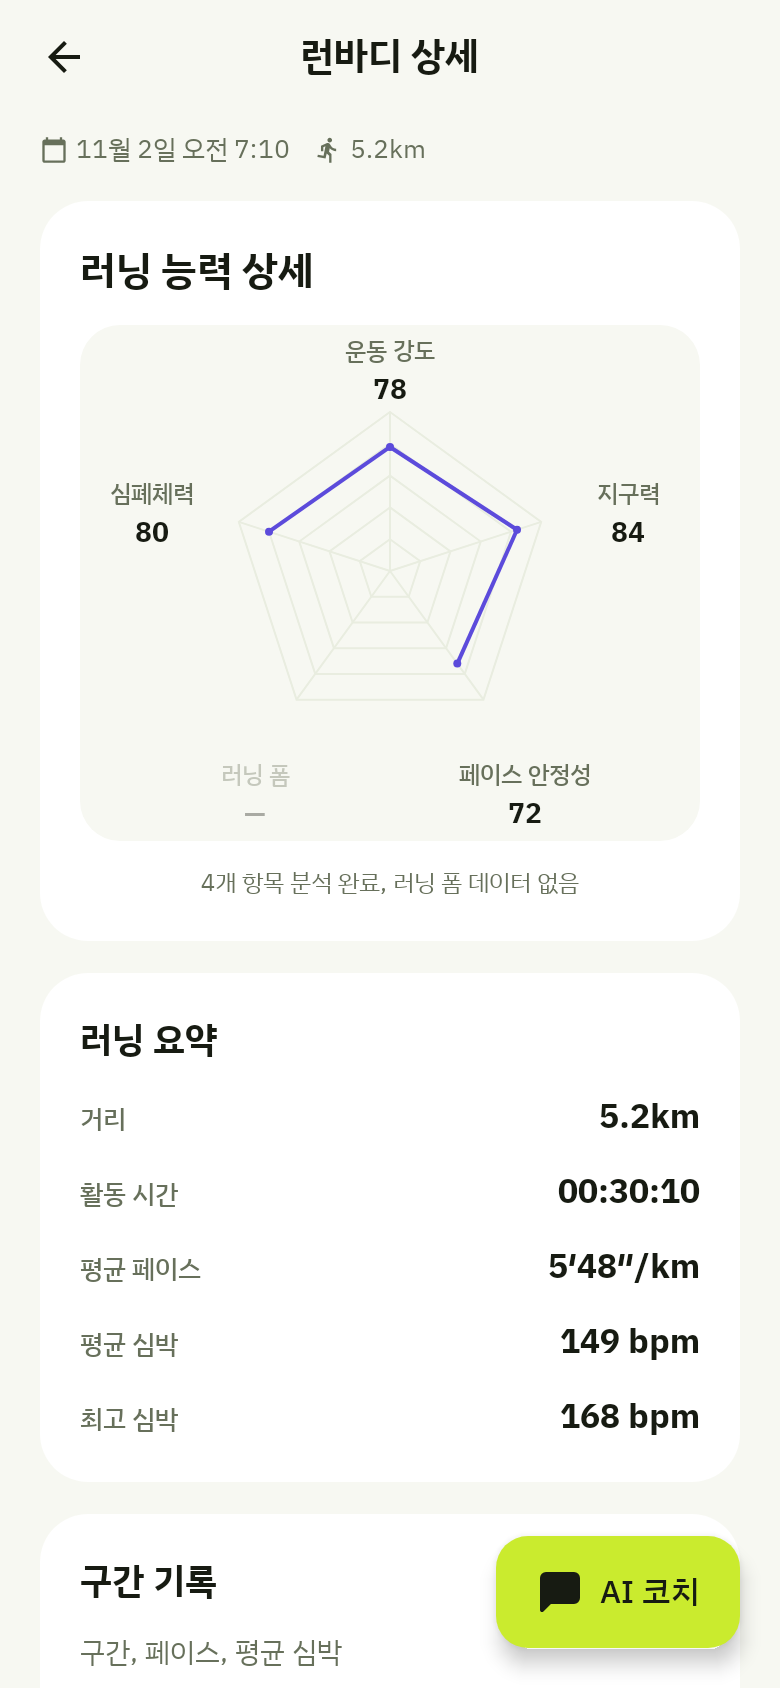 런바디 상세
11월 2일 오전 7:10 5.2km
러닝 능력 상세
운동 강도
78
심폐체력
80
지구력
84
러닝 폼
—
페이스 안정성
72
4개 항목 분석 완료, 러닝 폼 데이터 없음
러닝 요약
거리 5.2km
활동 시간 00:30:10
평균 페이스 5′48″/km
평균 심박 149 bpm
최고 심박 168 bpm
구간 기록
AI 코치
구간, 페이스, 평균 심박